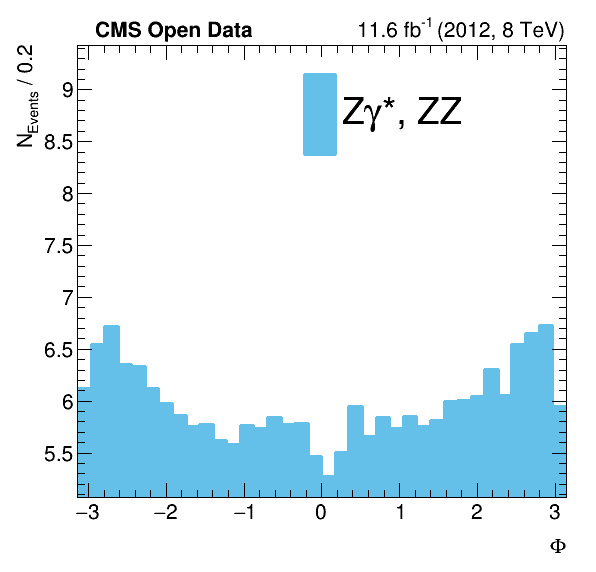 CMS Open Data 11.6 fb⁻¹ (2012, 8 TeV)
N_Events / 0.2
Zγ*, ZZ
9
8.5
8
7.5
7
6.5
6
5.5
−3 −2 −1 0 1 2 3
Φ